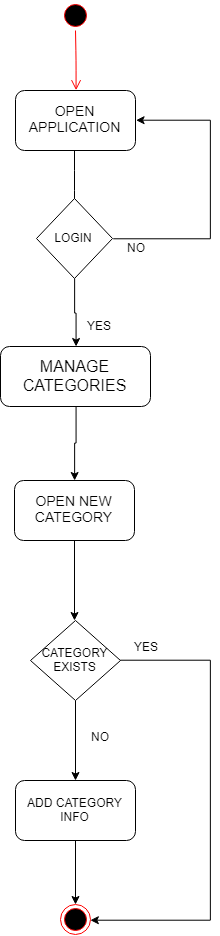 OPEN
APPLICATION
LOGIN
NO
YES
MANAGE
CATEGORIES
OPEN NEW
CATEGORY
YES
CATEGORY
EXISTS
NO
ADD CATEGORY
INFO